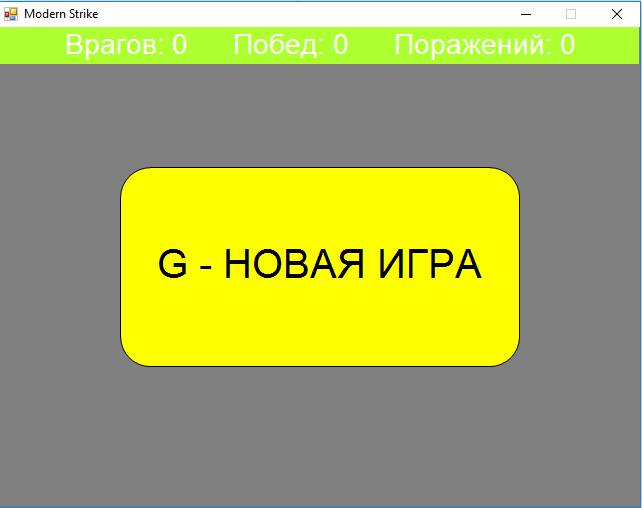 Modern Strike
Врагов: 0 Побед: 0 Поражений: 0
G - НОВАЯ ИГРА